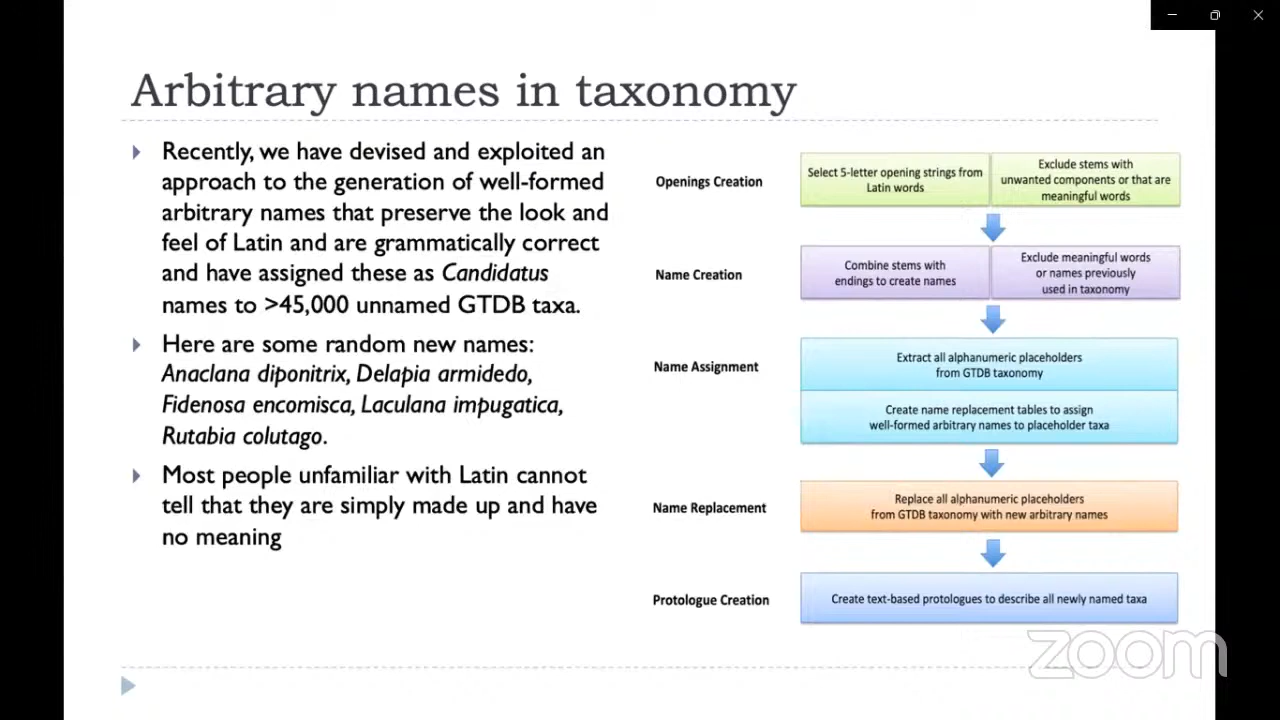 Arbitrary names in taxonomy
Recently, we have devised and exploited an
approach to the generation of well-formed
arbitrary names that preserve the look and
feel of Latin and are grammatically correct
and have assigned these as Candidatus
names to >45,000 unnamed GTDB taxa.
Here are some random new names:
Anaclana diponitrix, Delapia armidedo,
Fidenosa encomisca, Laculana impugatica,
Rutabia colutago.
Most people unfamiliar with Latin cannot
tell that they are simply made up and have
no meaning
Openings Creation
Select 5-letter opening strings from
Latin words
Exclude stems with
unwanted components or that are
meaningful words
Name Creation
Combine stems with
endings to create names
Exclude meaningful words
or names previously
used in taxonomy
Name Assignment
Extract all alphanumeric placeholders
from GTDB taxonomy
Create name replacement tables to assign
well-formed arbitrary names to placeholder taxa
Name Replacement
Replace all alphanumeric placeholders
from GTDB taxonomy with new arbitrary names
Protologue Creation
Create text-based protologues to describe all newly named taxa
zoom